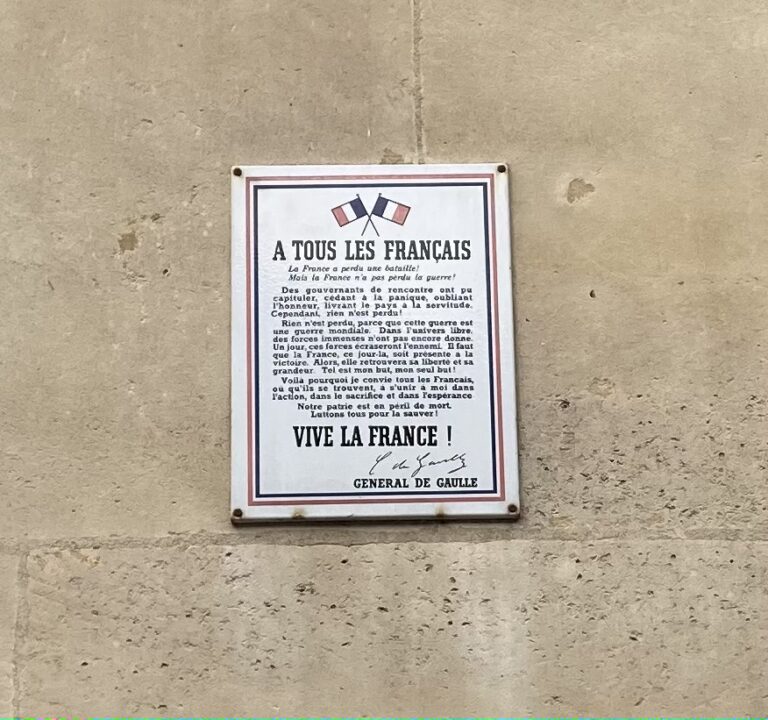 A TOUS LES FRANÇAIS
La France a perdu une bataille!
Mais la France n'a pas perdu la guerre!
Des gouvernants de rencontre ont pu
capituler, cédant à la panique, oubliant
l'honneur, livrant le pays à la servitude.
Cependant, rien n'est perdu!
Rien n'est perdu, parce que cette guerre est
une guerre mondiale. Dans l'univers libre,
des forces immenses n'ont pas encore donné.
Un jour, ces forces écraseront l'ennemi. Il faut
que la France, ce jour-là, soit présente à la
victoire. Alors, elle retrouvera sa liberté et sa
grandeur. Tel est mon but, mon seul but!
Voilà pourquoi je convie tous les Français,
où qu'ils se trouvent, à s'unir à moi dans
l'action, dans le sacrifice et dans l'espérance
Notre patrie est en péril de mort.
Luttons tous pour la sauver!
VIVE LA FRANCE !
C de Gaulle
GENERAL DE GAULLE